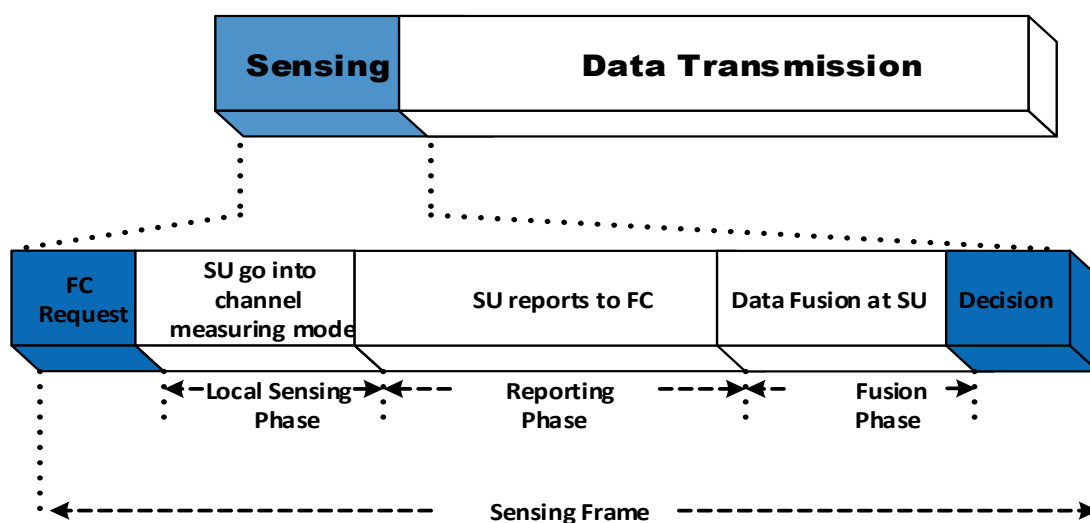 Sensing
Data Transmission
FC
Request
SU go into
channel
measuring mode
SU reports to FC
Data Fusion at SU
Decision
Local Sensing
Phase
Reporting
Phase
Fusion
Phase
Sensing Frame